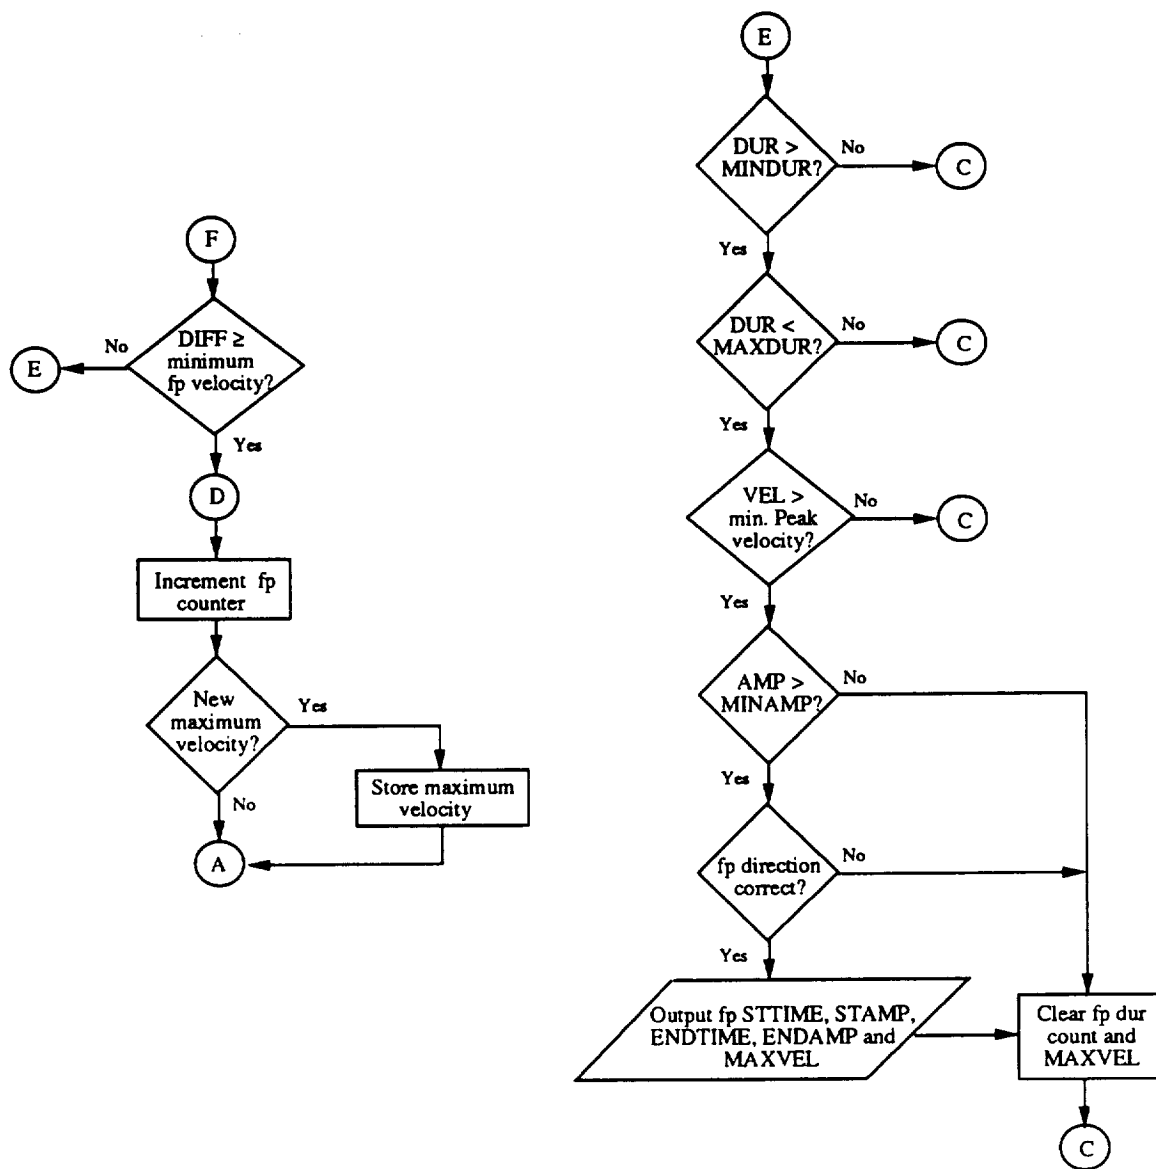 F
DIFF ≥
minimum
fp velocity?
No
E
Yes
D
Increment fp
counter
New
maximum
velocity?
Yes
Store maximum
velocity
No
A
E
DUR >
MINDUR?
No
C
Yes
DUR <
MAXDUR?
No
C
Yes
VEL >
min. Peak
velocity?
No
C
Yes
AMP >
MINAMP?
No
Yes
fp direction
correct?
No
Yes
Output fp STTIME, STAMP,
ENDTIME, ENDAMP and
MAXVEL
Clear fp dur
count and
MAXVEL
C